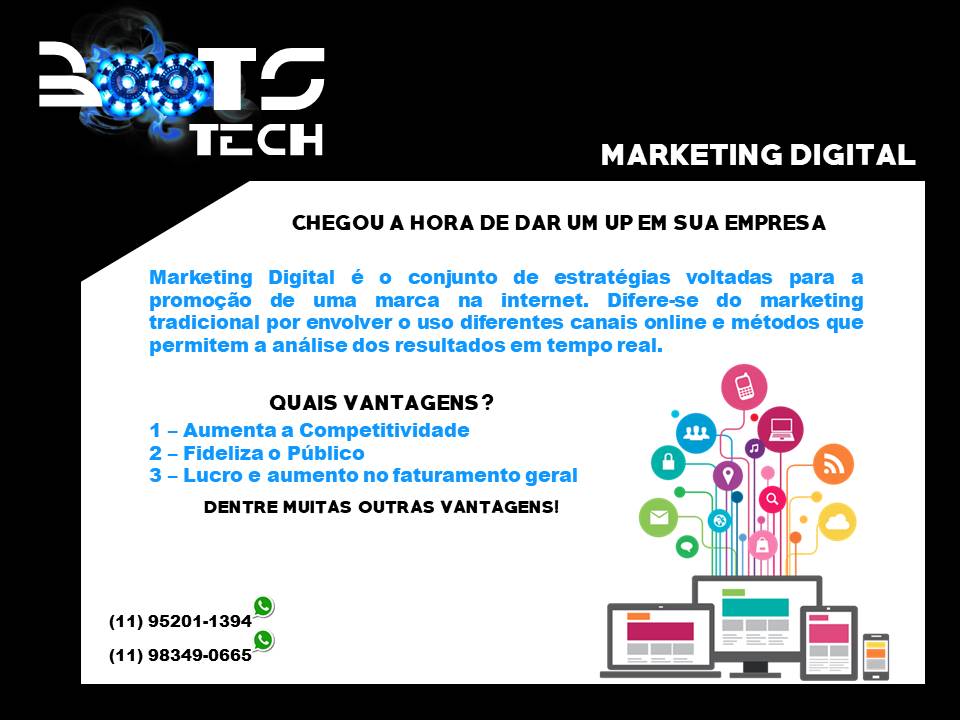 BOOTS
TECH
MARKETING DIGITAL
CHEGOU A HORA DE DAR UM UP EM SUA EMPRESA
Marketing Digital é o conjunto de estratégias voltadas para a
promoção de uma marca na internet. Difere-se do marketing
tradicional por envolver o uso diferentes canais online e métodos que
permitem a análise dos resultados em tempo real.
QUAIS VANTAGENS?
1 – Aumenta a Competitividade
2 – Fideliza o Público
3 – Lucro e aumento no faturamento geral
DENTRE MUITAS OUTRAS VANTAGENS!
(11) 95201-1394
(11) 98349-0665